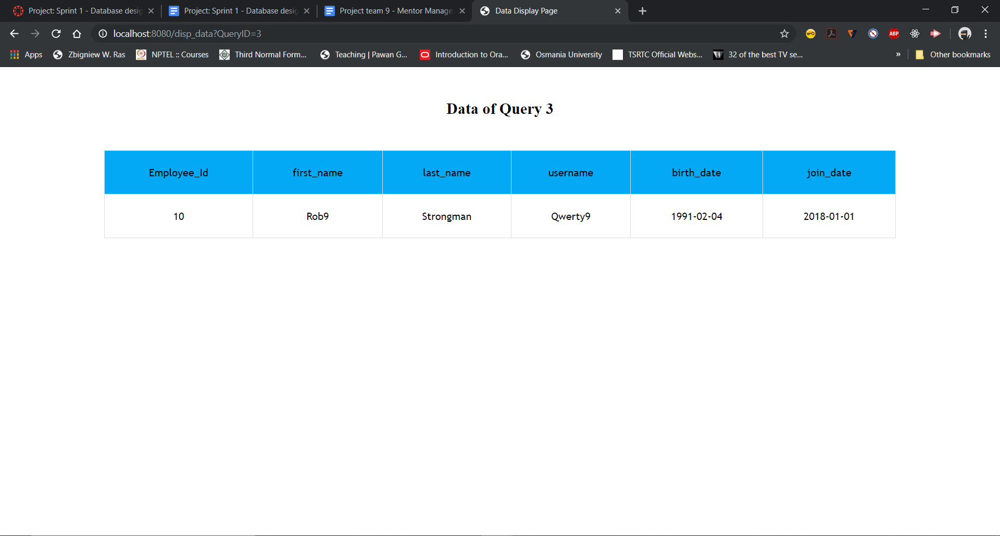 Project: Sprint 1 - Database desig
Project: Sprint 1 - Database desig
Project team 9 - Mentor Manage
Data Display Page
localhost:8080/disp_data?QueryID=3
ABP
Apps
Zbigniew W. Ras
NPTEL :: Courses
Third Normal Form...
Teaching | Pawan G...
Introduction to Ora...
Osmania University
TSRTC Official Webs...
32 of the best TV se...
»
Other bookmarks
Data of Query 3
Employee_Id first_name last_name username birth_date join_date
10 Rob9 Strongman Qwerty9 1991-02-04 2018-01-01